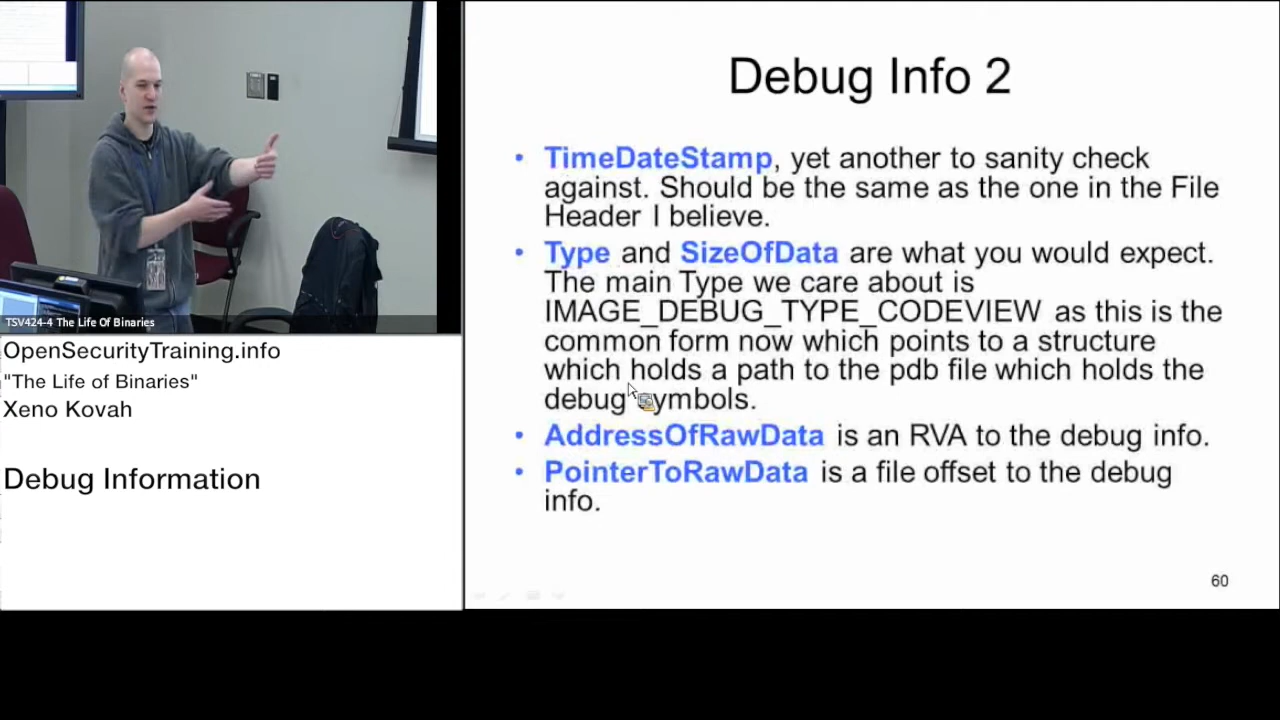 TSV424-4 The Life Of Binaries
OpenSecurityTraining.info
"The Life of Binaries"
Xeno Kovah
Debug Information
Debug Info 2
• TimeDateStamp, yet another to sanity check
against. Should be the same as the one in the File
Header I believe.
• Type and SizeOfData are what you would expect.
The main Type we care about is
IMAGE_DEBUG_TYPE_CODEVIEW as this is the
common form now which points to a structure
which holds a path to the pdb file which holds the
debug symbols.
• AddressOfRawData is an RVA to the debug info.
• PointerToRawData is a file offset to the debug
info.
60